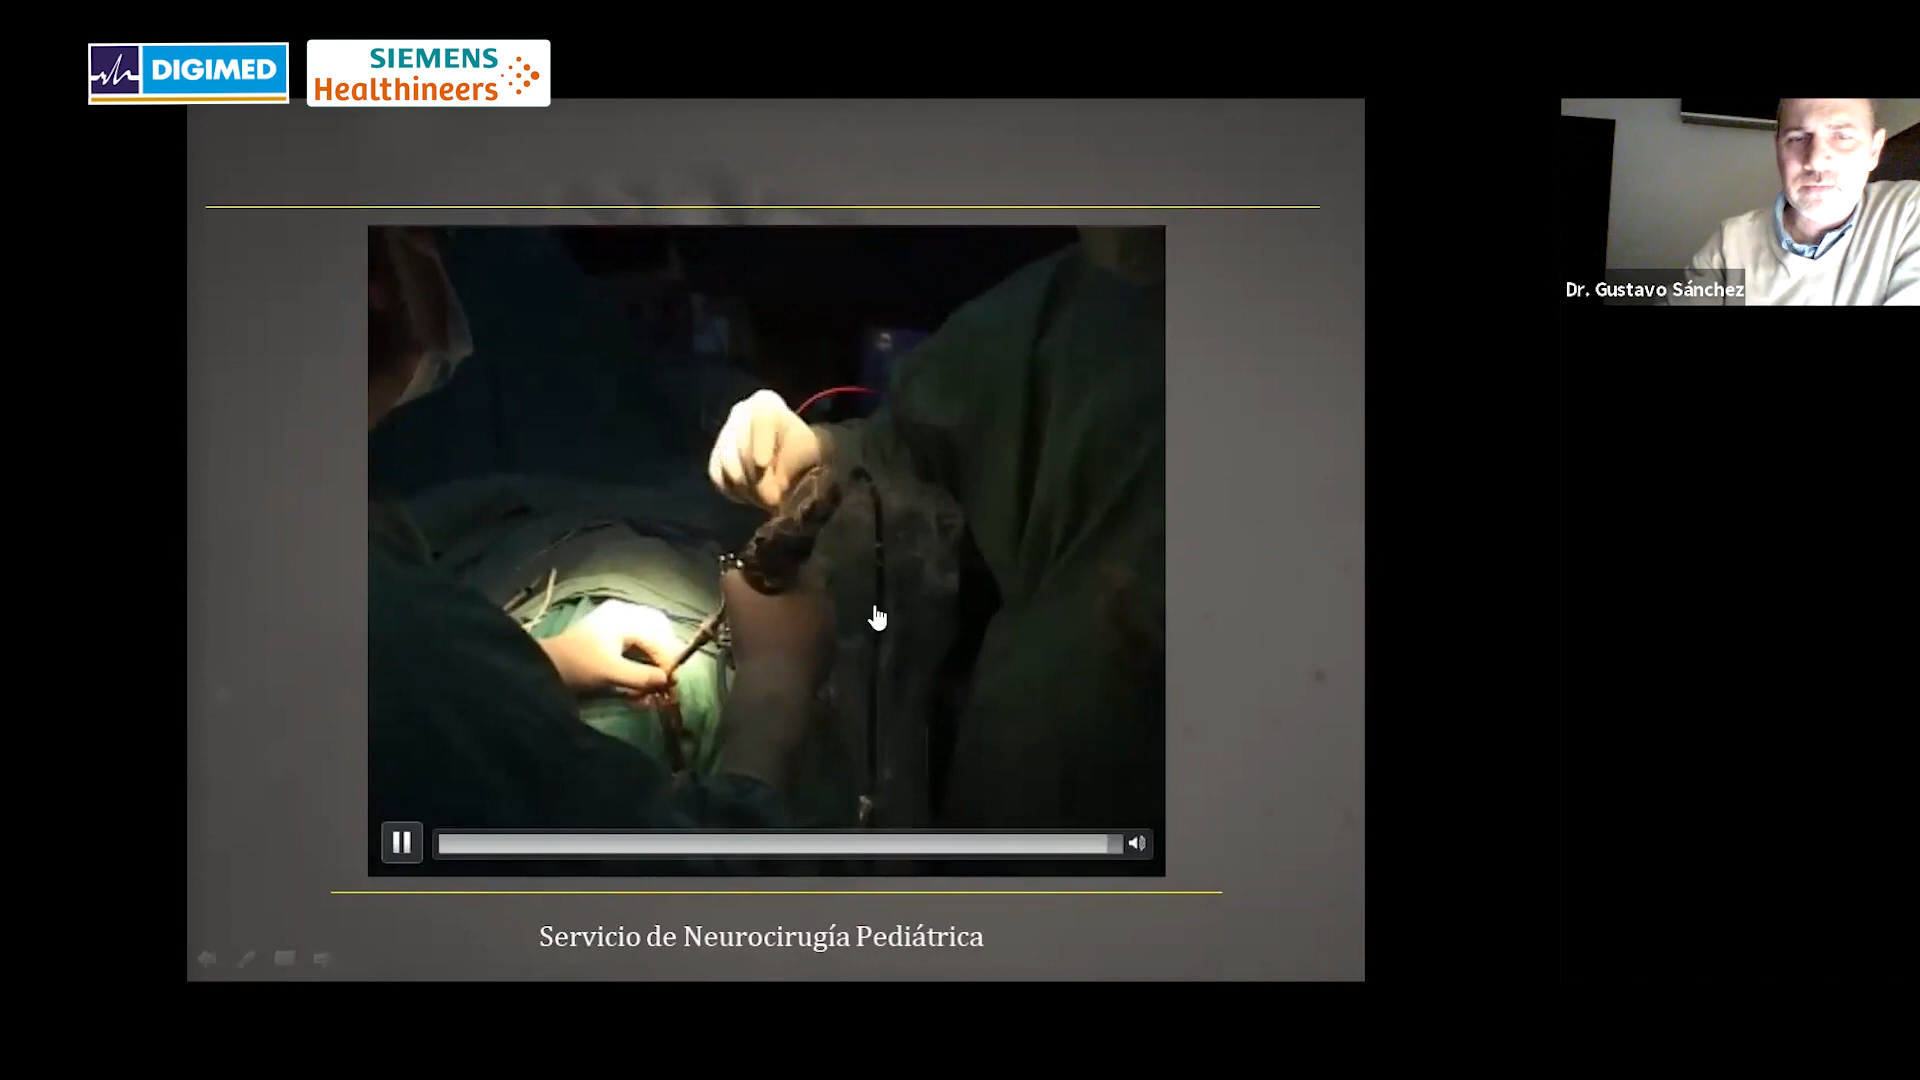 DIGIMED
SIEMENS
Healthineers
Dr. Gustavo Sánchez
Servicio de Neurocirugía Pediátrica